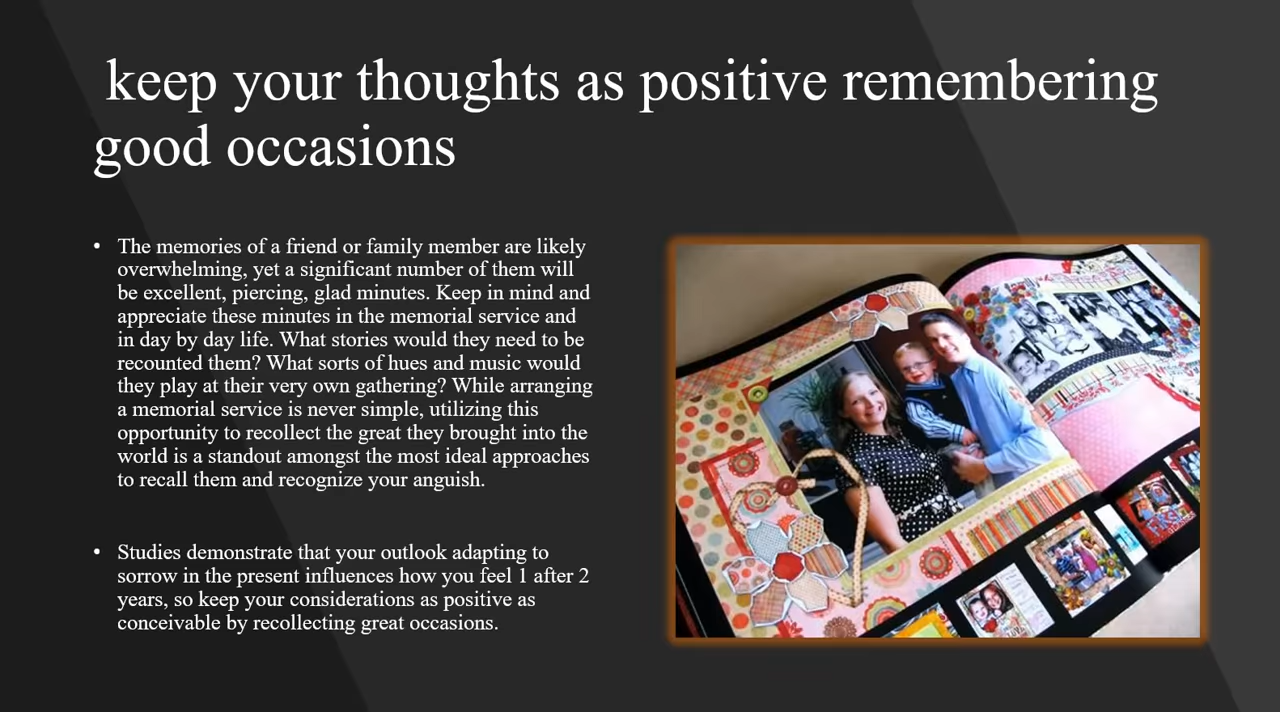 keep your thoughts as positive remembering
good occasions
• The memories of a friend or family member are likely
overwhelming, yet a significant number of them will
be excellent, piercing, glad minutes. Keep in mind and
appreciate these minutes in the memorial service and
in day by day life. What stories would they need to be
recounted them? What sorts of hues and music would
they play at their very own gathering? While arranging
a memorial service is never simple, utilizing this
opportunity to recollect the great they brought into the
world is a standout amongst the most ideal approaches
to recall them and recognize your anguish.
• Studies demonstrate that your outlook adapting to
sorrow in the present influences how you feel 1 after 2
years, so keep your considerations as positive as
conceivable by recollecting great occasions.